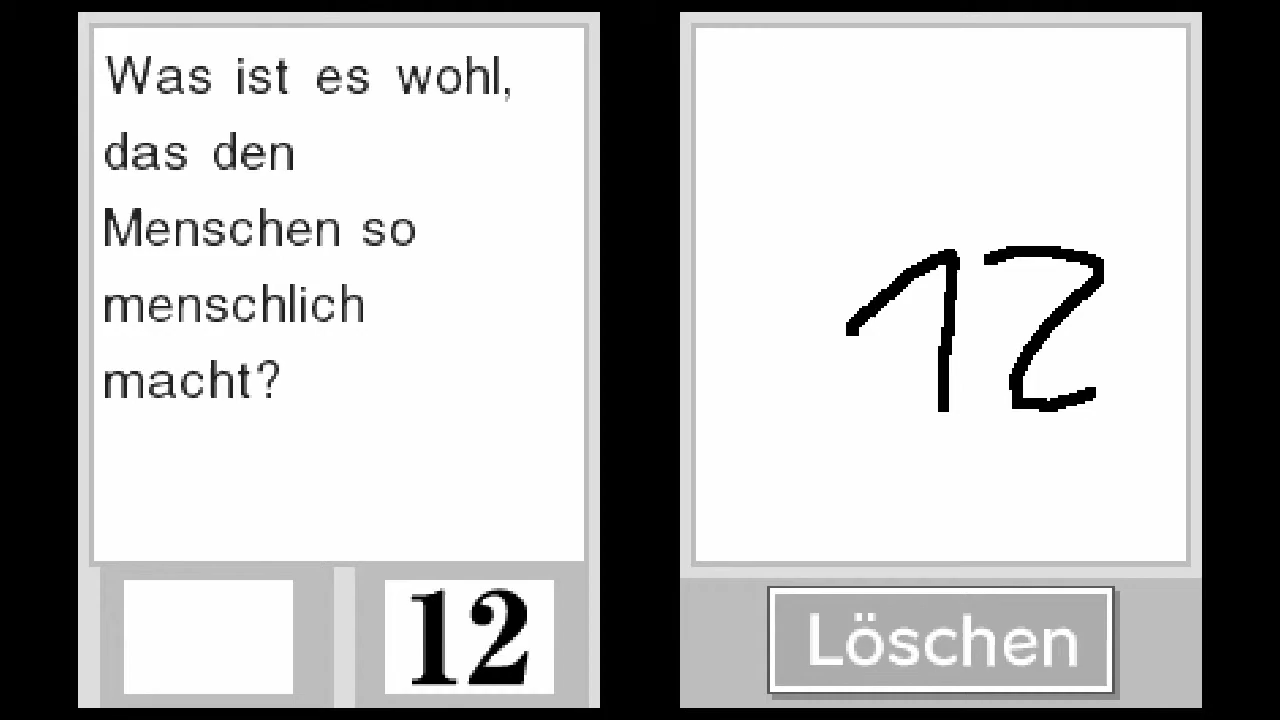 Was ist es wohl,
das den
Menschen so
menschlich
macht?
12
12
Löschen